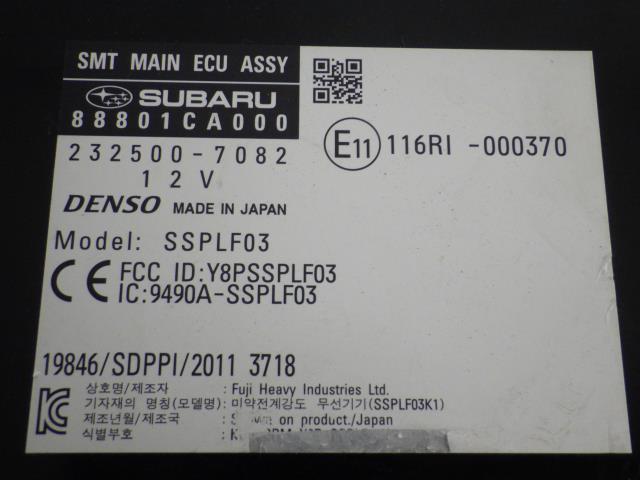 SMT MAIN ECU ASSY
SUBARU
88801CA000
232500-7082
12V
DENSO MADE IN JAPAN
E11 116RI -000370
Model: SSPLF03
CE FCC ID:Y8PSSPLF03
IC:9490A-SSPLF03
19846/SDPPI/2011 3718
상호명/제조자 : Fuji Heavy Industries Ltd.
기자재의 명칭(모델명): 미약전계강도 무선기기(SSPLF03K1)
제조년월/제조국 : on product./Japan
식별부호 :